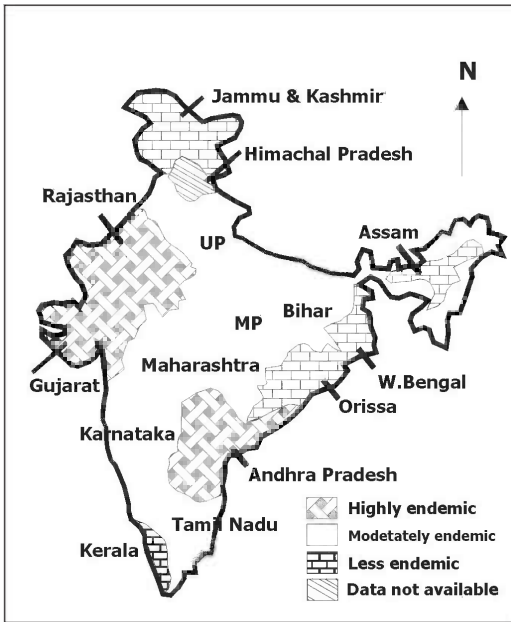 N
Jammu & Kashmir
Himachal Pradesh
Rajasthan
UP
Assam
Bihar
MP
Maharashtra
Gujarat
W.Bengal
Orissa
Karnataka
Andhra Pradesh
Tamil Nadu
Kerala
Highly endemic
Modetately endemic
Less endemic
Data not available